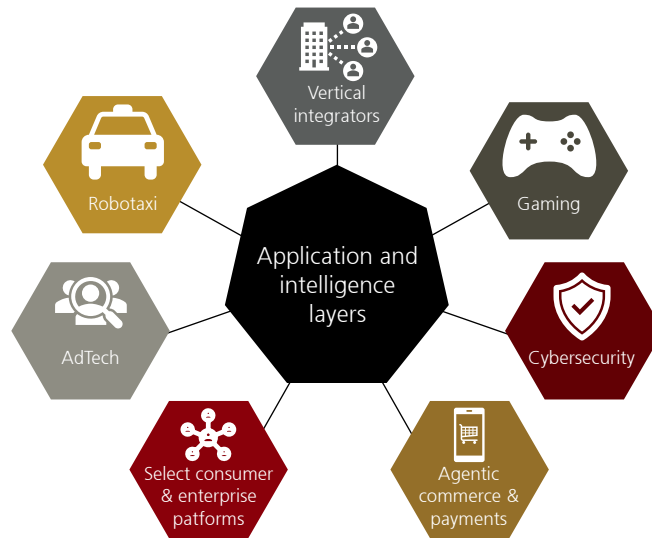 Vertical
integrators
Robotaxi
Gaming
Application and
intelligence
layers
AdTech
Cybersecurity
Select consumer
& enterprise
patforms
Agentic
commerce &
payments